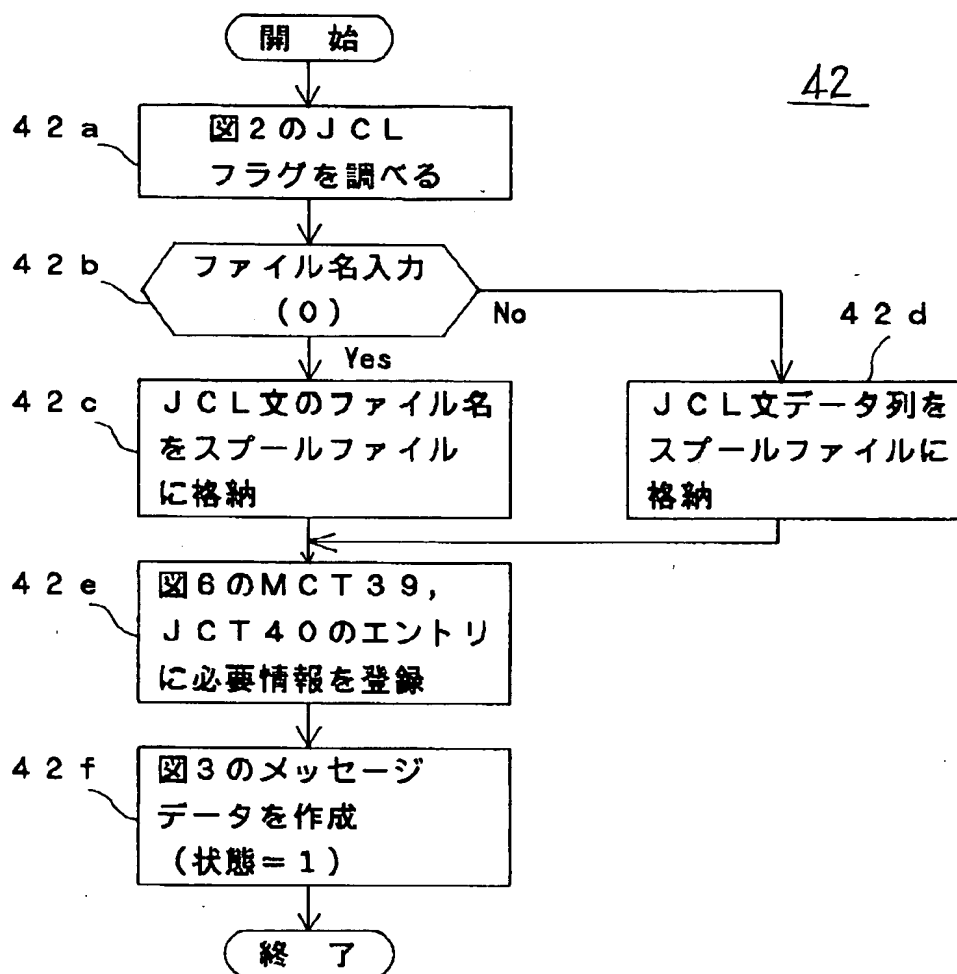 開 始
42
42a
図2のJCL
フラグを調べる
42b
ファイル名入力
(0)
No
Yes
42c
JCL文のファイル名
をスプールファイル
に格納
42d
JCL文データ列を
スプールファイルに
格納
42e
図6のMCT39,
JCT40のエントリ
に必要情報を登録
42f
図3のメッセージ
データを作成
(状態=1)
終 了